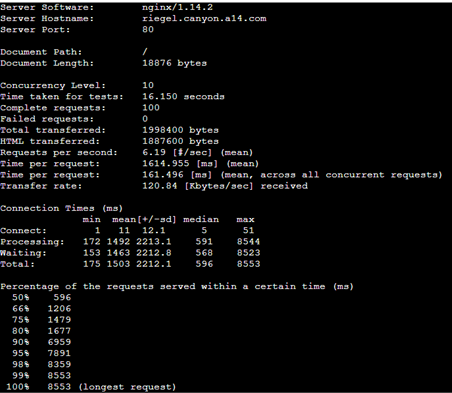 Server Software:        nginx/1.14.2
Server Hostname:        riegel.canyon.a14.com
Server Port:            80

Document Path:          /
Document Length:        18876 bytes

Concurrency Level:      10
Time taken for tests:   16.150 seconds
Complete requests:      100
Failed requests:        0
Total transferred:      1998400 bytes
HTML transferred:       1887600 bytes
Requests per second:    6.19 [#/sec] (mean)
Time per request:       1614.955 [ms] (mean)
Time per request:       161.496 [ms] (mean, across all concurrent requests)
Transfer rate:          120.84 [Kbytes/sec] received

Connection Times (ms)
              min  mean[+/-sd] median   max
Connect:        1   11  12.1      5      51
Processing:   172 1492 2213.1    591    8544
Waiting:      153 1463 2212.8    568    8523
Total:        175 1503 2212.1    596    8553

Percentage of the requests served within a certain time (ms)
  50%    596
  66%   1206
  75%   1479
  80%   1677
  90%   6959
  95%   7891
  98%   8359
  99%   8553
 100%   8553 (longest request)